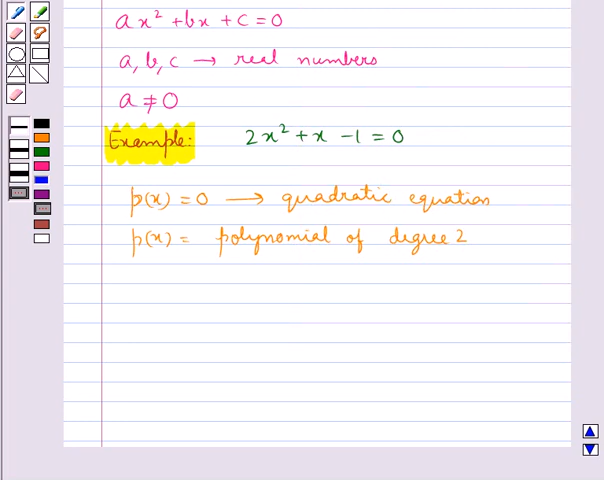 ax² + bx + c = 0
a, b, c → real numbers
a ≠ 0
Example: 2x² + x - 1 = 0
p(x) = 0 → quadratic equation
p(x) = polynomial of degree 2